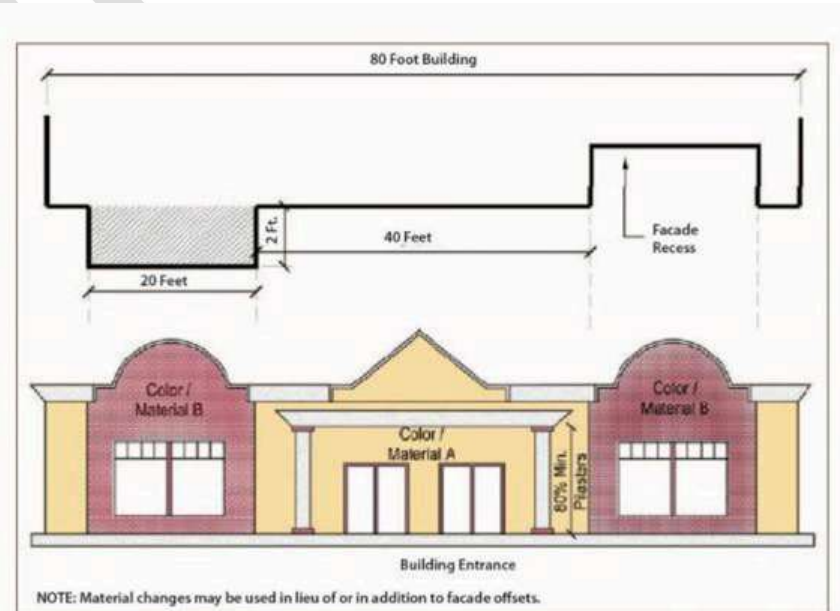 80 Foot Building
2 Ft.
40 Feet
Facade
Recess
20 Feet
Color /
Material B
Color /
Material A
80% Min.
Pilasters
Color /
Material B
Building Entrance
NOTE: Material changes may be used in lieu of or in addition to facade offsets.